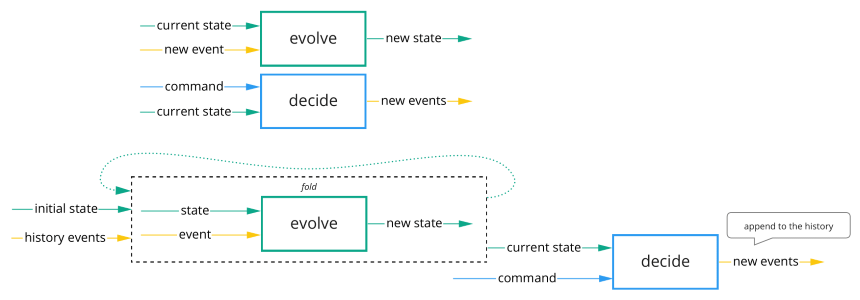 current state
new event
evolve
new state
command
current state
decide
new events
fold
initial state
history events
state
event
evolve
new state
current state
command
decide
append to the history
new events